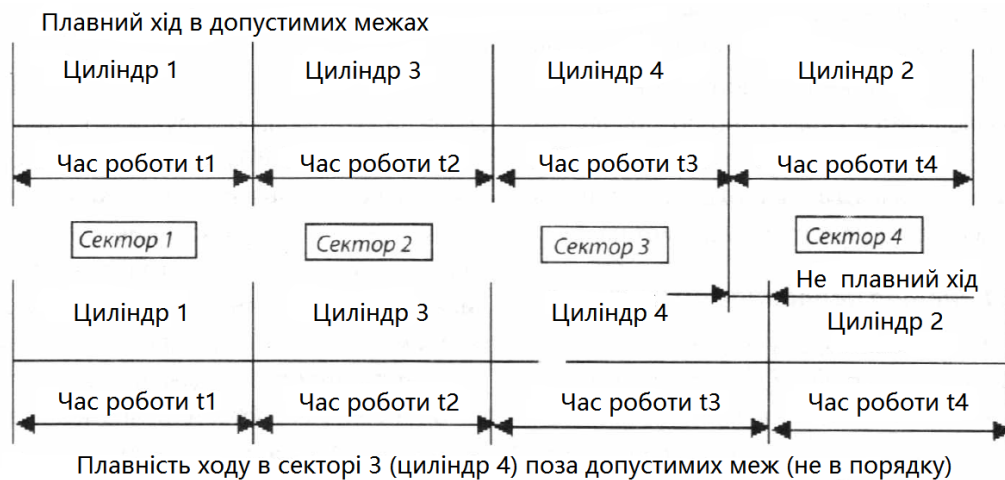 Плавний хід в допустимих межах
Циліндр 1 Циліндр 3 Циліндр 4 Циліндр 2
Час роботи t1 Час роботи t2 Час роботи t3 Час роботи t4
Сектор 1 Сектор 2 Сектор 3 Сектор 4
Не плавний хід
Циліндр 1 Циліндр 3 Циліндр 4 Циліндр 2
Час роботи t1 Час роботи t2 Час роботи t3 Час роботи t4
Плавність ходу в секторі 3 (циліндр 4) поза допустимих меж (не в порядку)